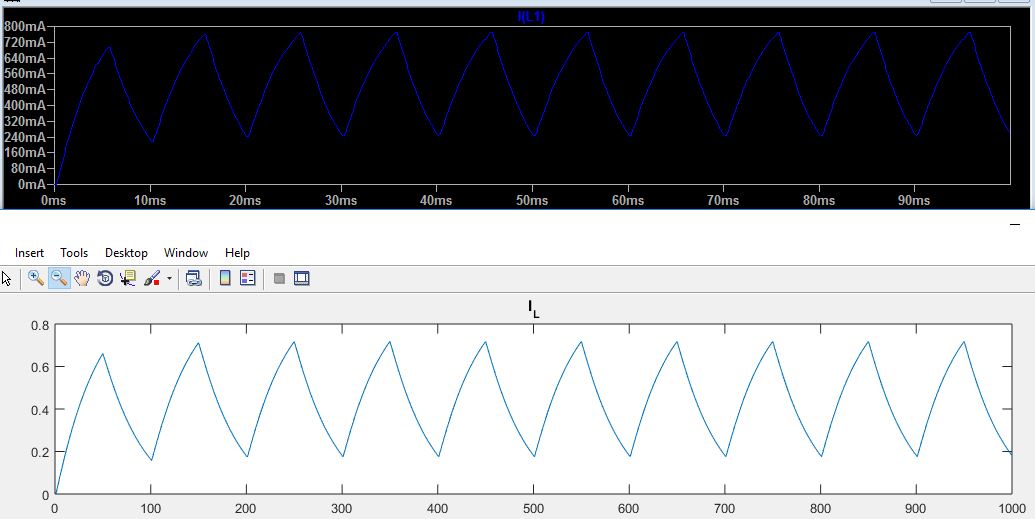 I(L1)
800mA
720mA
640mA
560mA
480mA
400mA
320mA
240mA
160mA
80mA
0mA
0ms 10ms 20ms 30ms 40ms 50ms 60ms 70ms 80ms 90ms
Insert Tools Desktop Window Help
I_L
0.8
0.6
0.4
0.2
0
0 100 200 300 400 500 600 700 800 900 1000